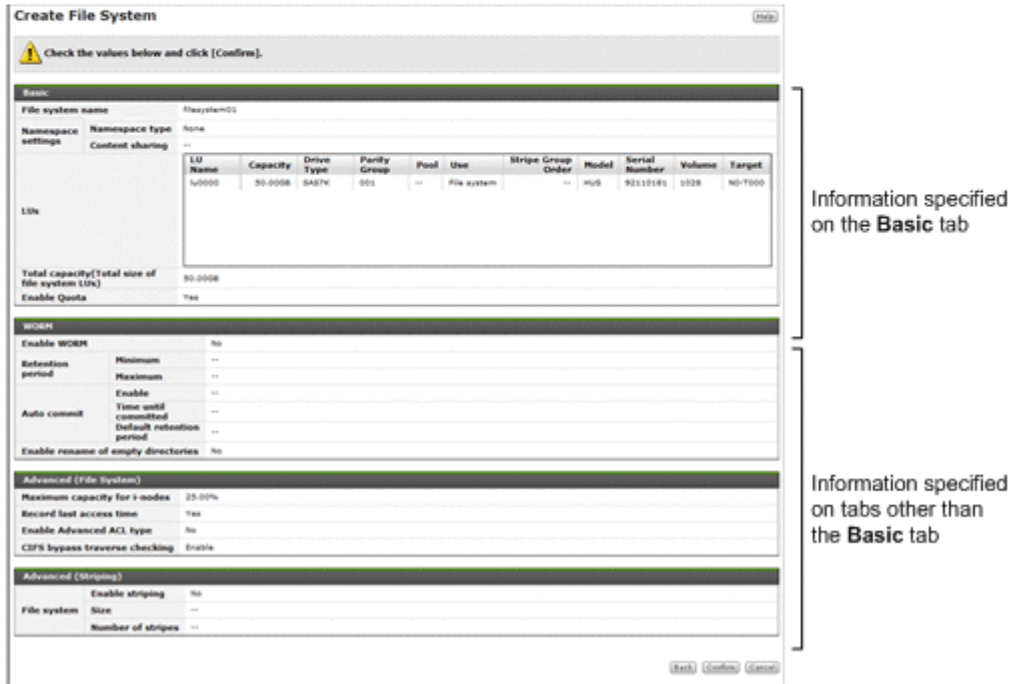 Create File System
Help
Check the values below and click [Confirm].
Basic
File system name filesystem01
Namespace settings Namespace type None
Content sharing --
LUs
LU Name Capacity Drive Type Parity Group Pool Use Stripe Group Order Model Serial Number Volume Target
lu0000 50.00GB SAS7K 001 -- File system -- HUS 92110181 1028 N0-T000
Total capacity(Total size of
file system LUs) 50.00GB
Enable Quota Yes
Information specified
on the Basic tab
WORM
Enable WORM No
Retention period Minimum --
Maximum --
Auto commit Enable --
Time until committed --
Default retention period --
Enable rename of empty directories No
Advanced (File System)
Maximum capacity for i-nodes 25.00%
Record last access time Yes
Enable Advanced ACL type No
CIFS bypass traverse checking Enable
Advanced (Striping)
File system Enable striping No
Size --
Number of stripes --
Information specified
on tabs other than
the Basic tab
Back Confirm Cancel